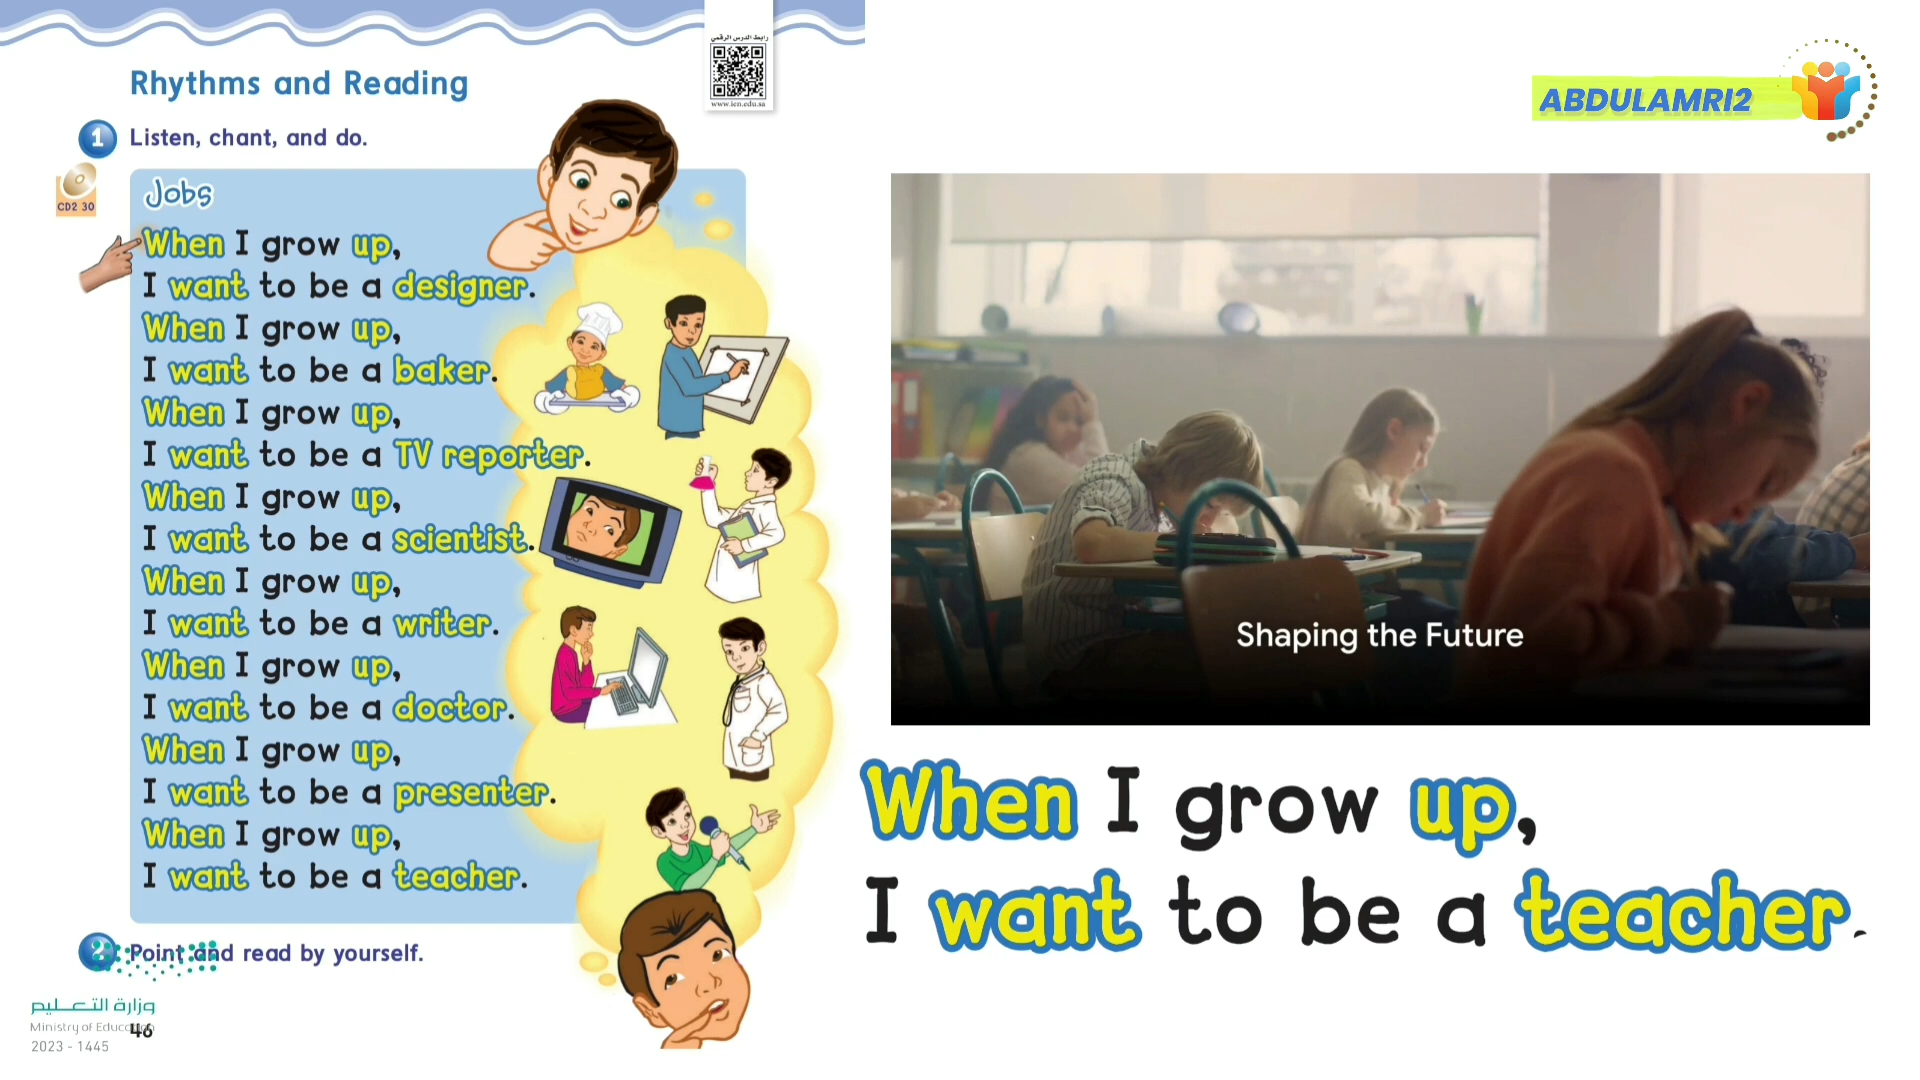 رابط الدرس الرقمي
www.ien.edu.sa
Rhythms and Reading
1 Listen, chant, and do.
CD2 30
Jobs
When I grow up,
I want to be a designer.
When I grow up,
I want to be a baker.
When I grow up,
I want to be a TV reporter.
When I grow up,
I want to be a scientist.
When I grow up,
I want to be a writer.
When I grow up,
I want to be a doctor.
When I grow up,
I want to be a presenter.
When I grow up,
I want to be a teacher.
2 Point and read by yourself.
وزارة التعليم
Ministry of Education
46
2023 - 1445
ABDULAMRI2
Shaping the Future
When I grow up,
I want to be a teacher.